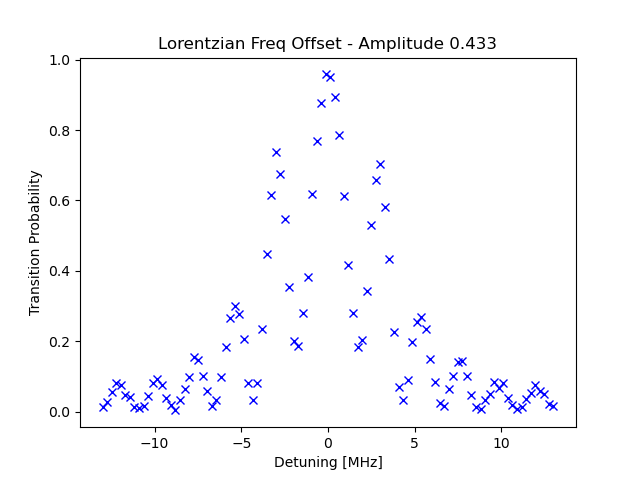 Lorentzian Freq Offset - Amplitude 0.433
Transition Probability
1.0
0.8
0.6
0.4
0.2
0.0
−10 −5 0 5 10
Detuning [MHz]